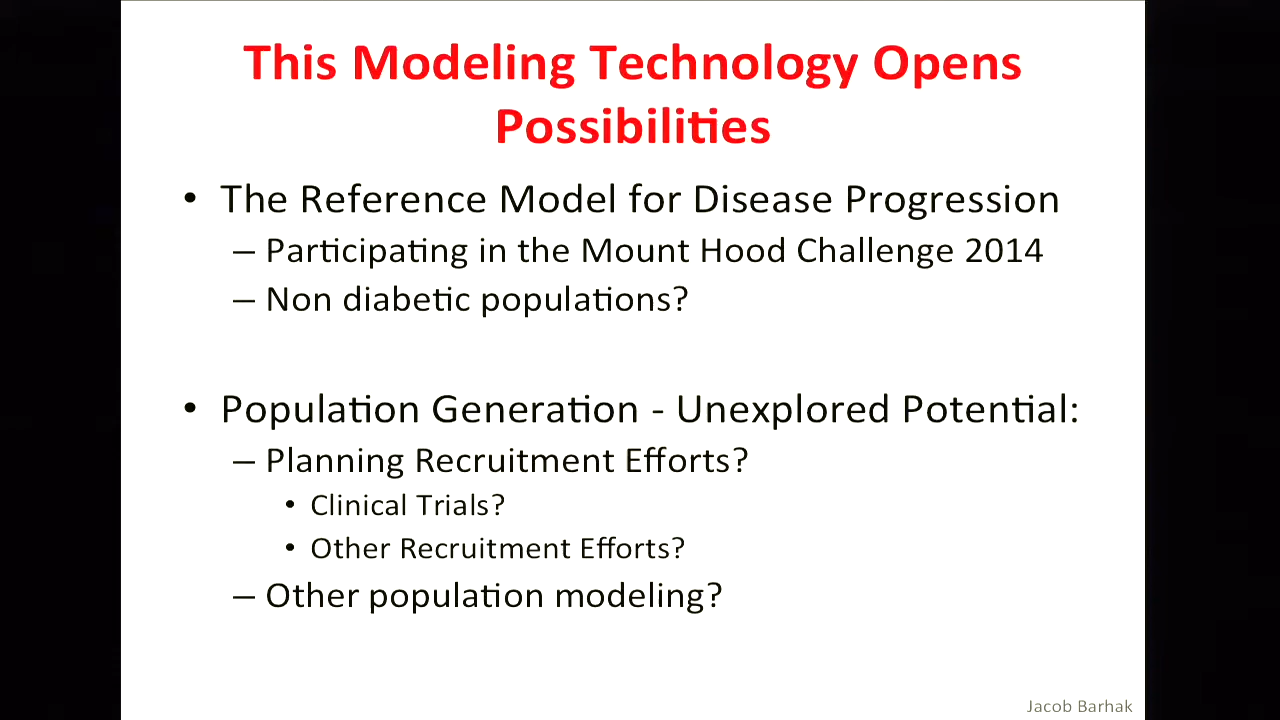 This Modeling Technology Opens
Possibilities
• The Reference Model for Disease Progression
– Participating in the Mount Hood Challenge 2014
– Non diabetic populations?
• Population Generation - Unexplored Potential:
– Planning Recruitment Efforts?
• Clinical Trials?
• Other Recruitment Efforts?
– Other population modeling?
Jacob Barhak